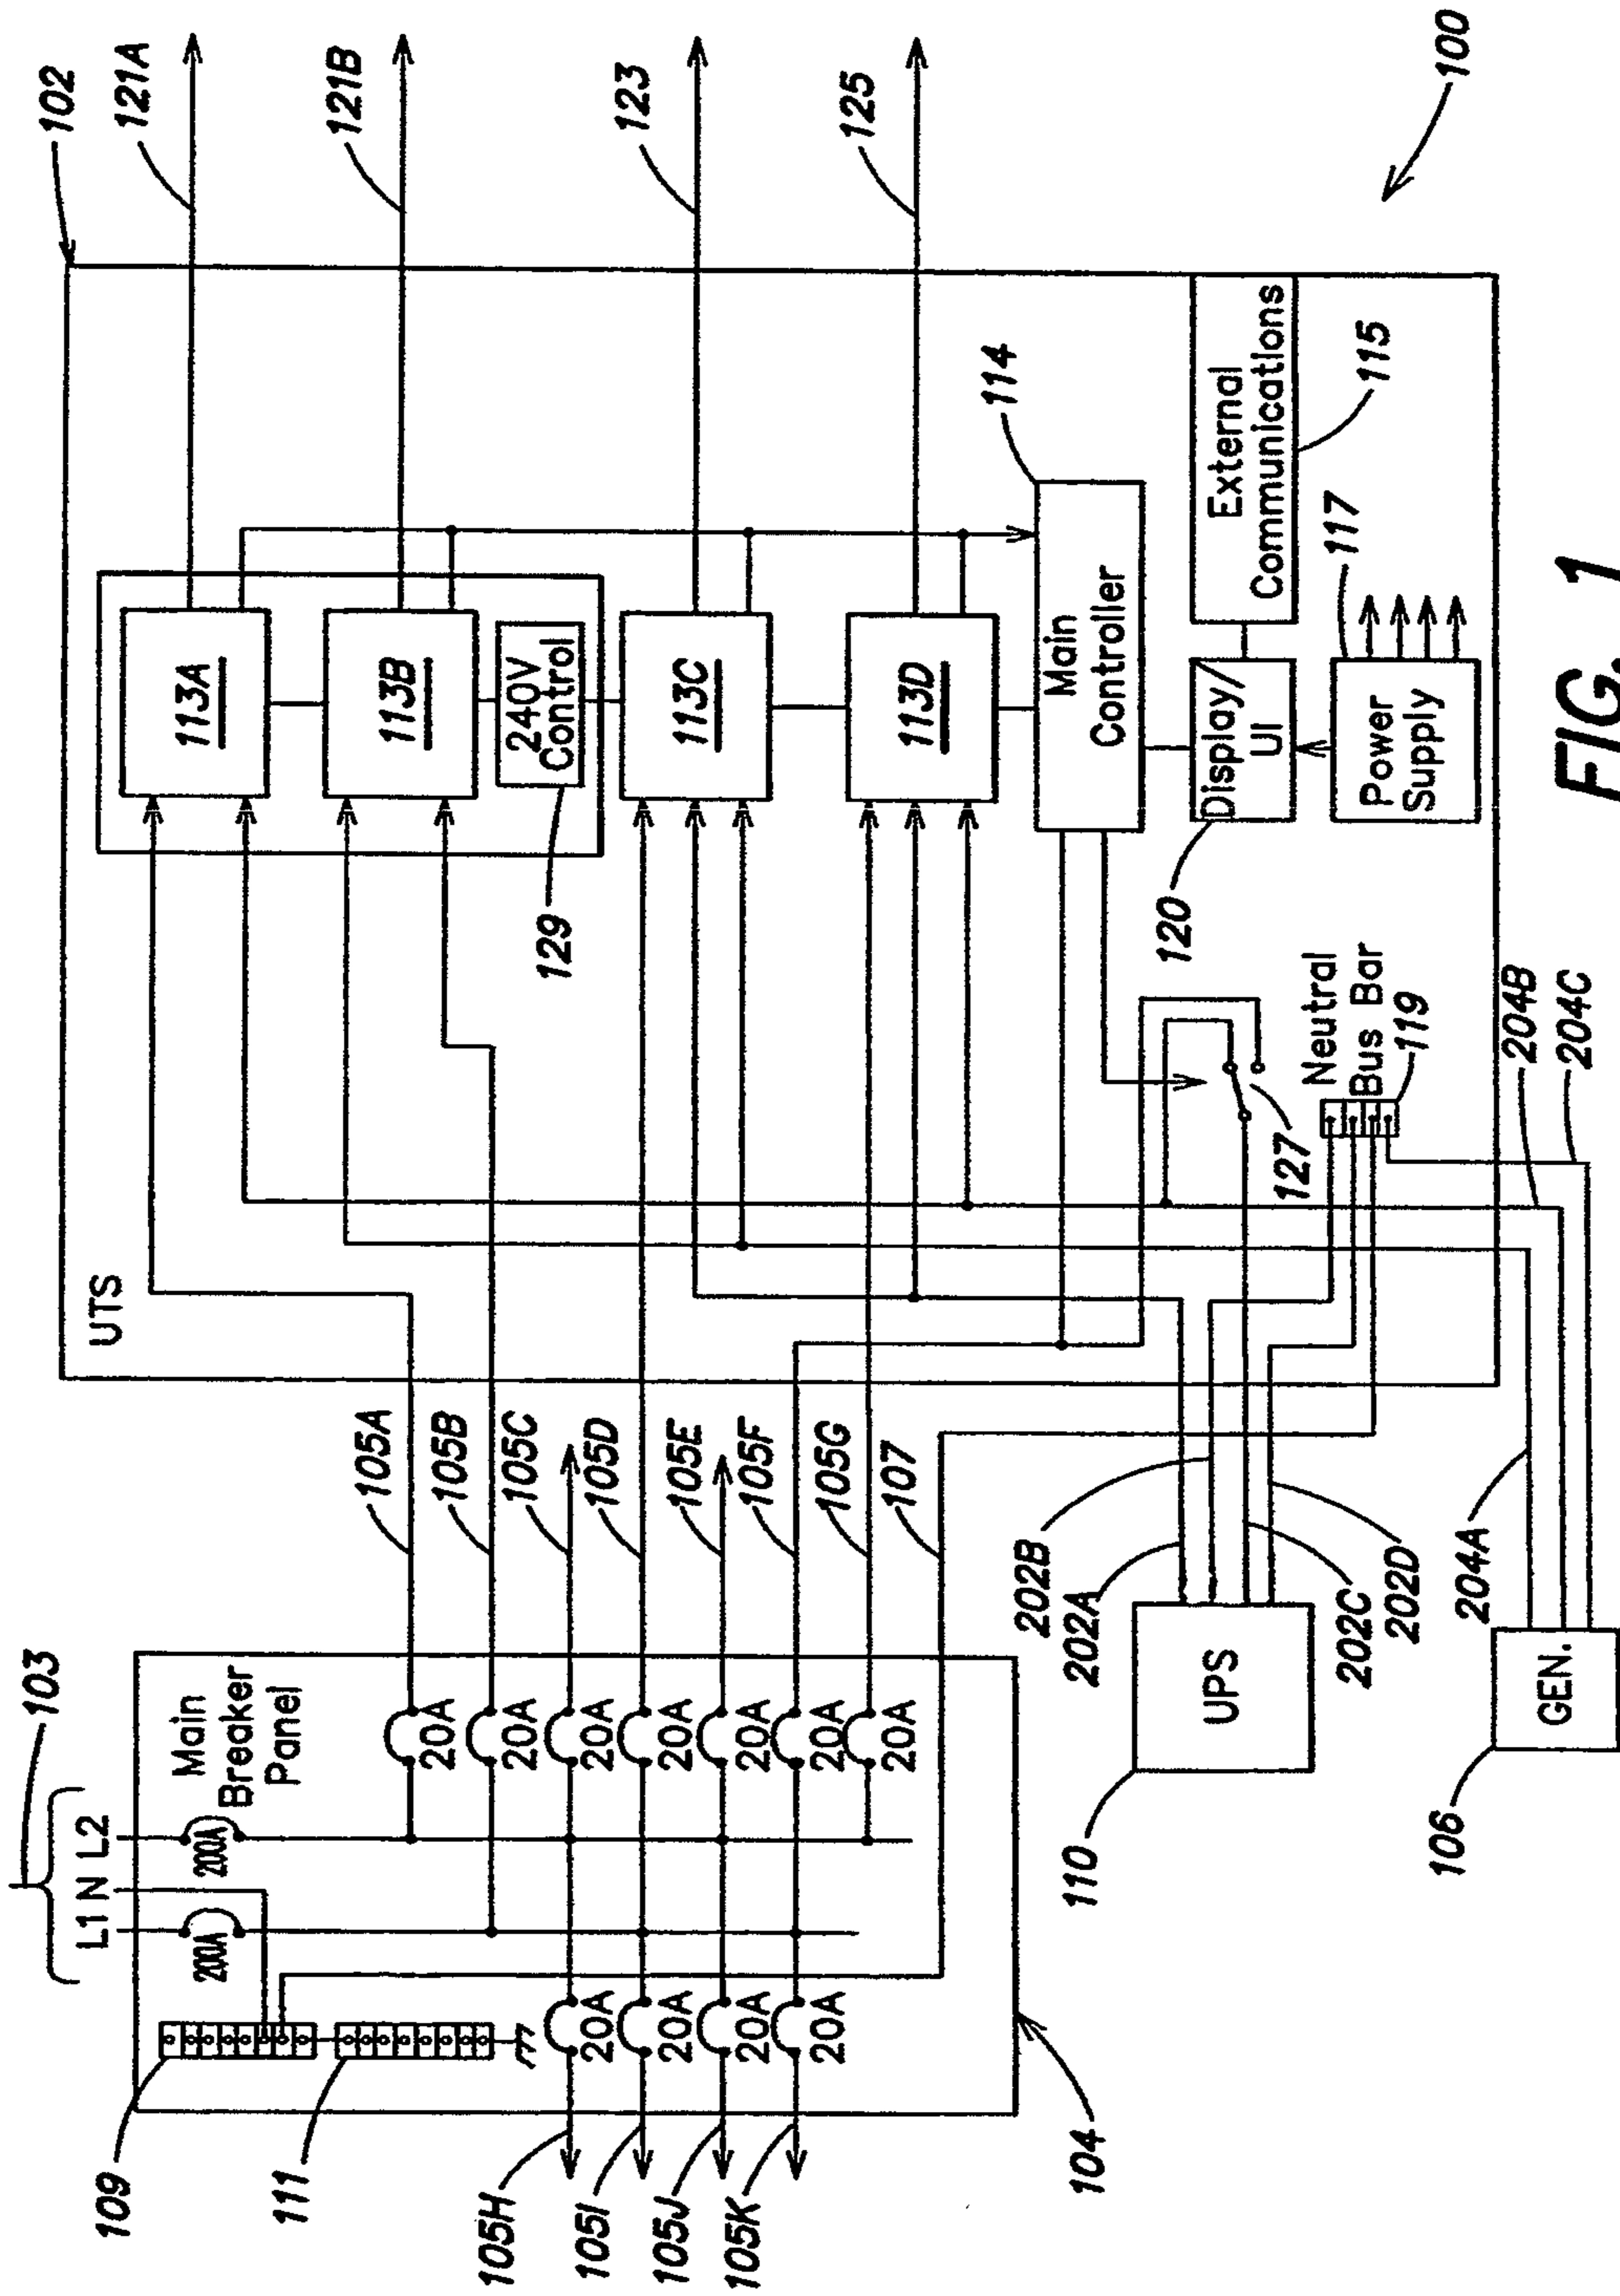 103
L1 N L2
200A
200A
Main
Breaker
Panel
109
111
20A
20A
20A
20A
20A
20A
20A
20A
20A
20A
20A
105H
105I
105J
105K
104
105A
105B
105C
105D
105E
105F
105G
107
UTS
102
113A
113B
240V
Control
129
113C
113D
121A
121B
123
125
Main
Controller
114
External
Communications
115
Display/
UI
120
Power
Supply
117
127
Neutral
Bus Bar
119
202B
202A
202C
202D
UPS
110
GEN.
106
204A
204B
204C
100
FIG. 1